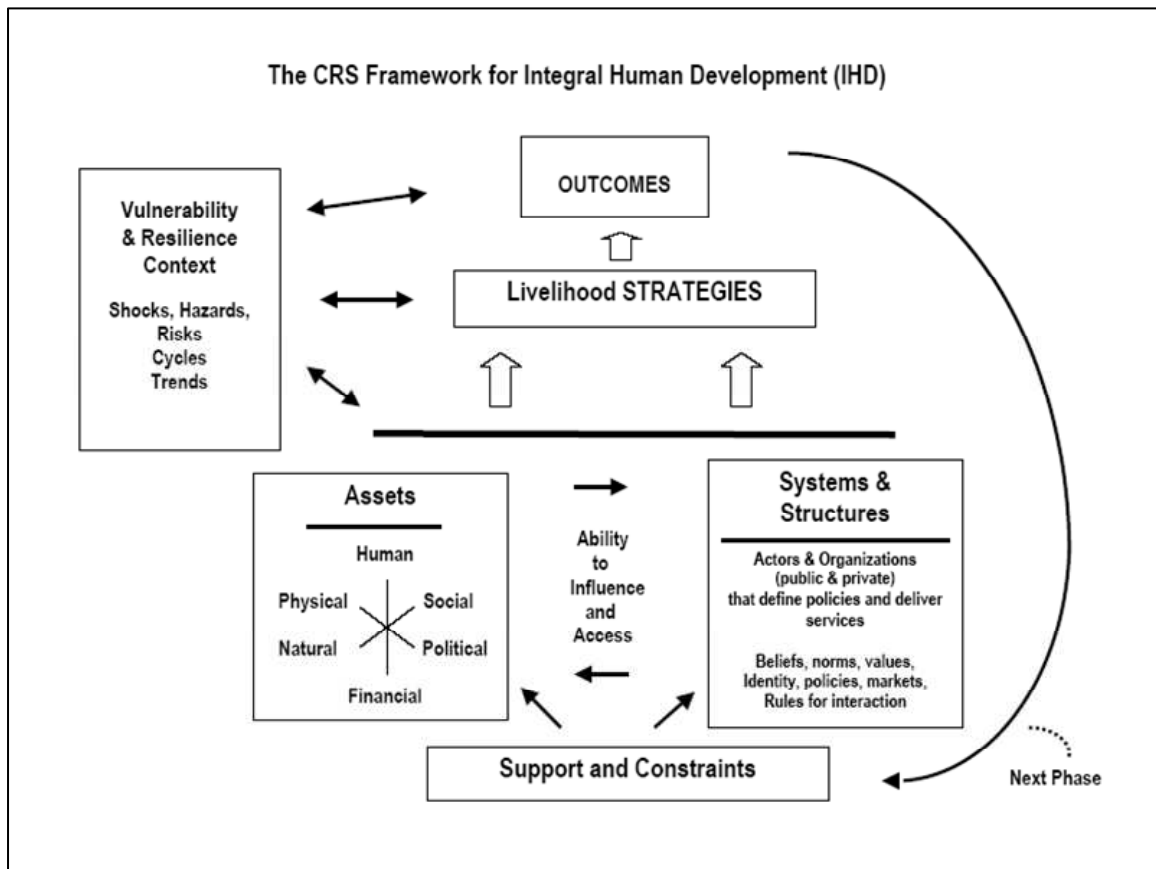 The CRS Framework for Integral Human Development (IHD)
OUTCOMES
Vulnerability
& Resilience
Context
Shocks, Hazards,
Risks
Cycles
Trends
Livelihood STRATEGIES
Assets
Human
Physical
Social
Natural
Political
Financial
Ability
to
Influence
and
Access
Systems &
Structures
Actors & Organizations
(public & private)
that define policies and deliver
services
Beliefs, norms, values,
Identity, policies, markets,
Rules for interaction
Support and Constraints
Next Phase